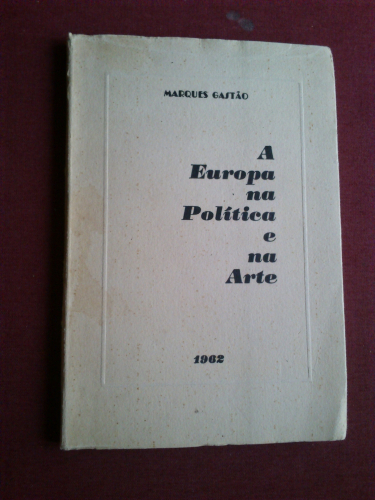 MARQUES GASTÃO
A
Europa
na
Política
e
na
Arte
1962